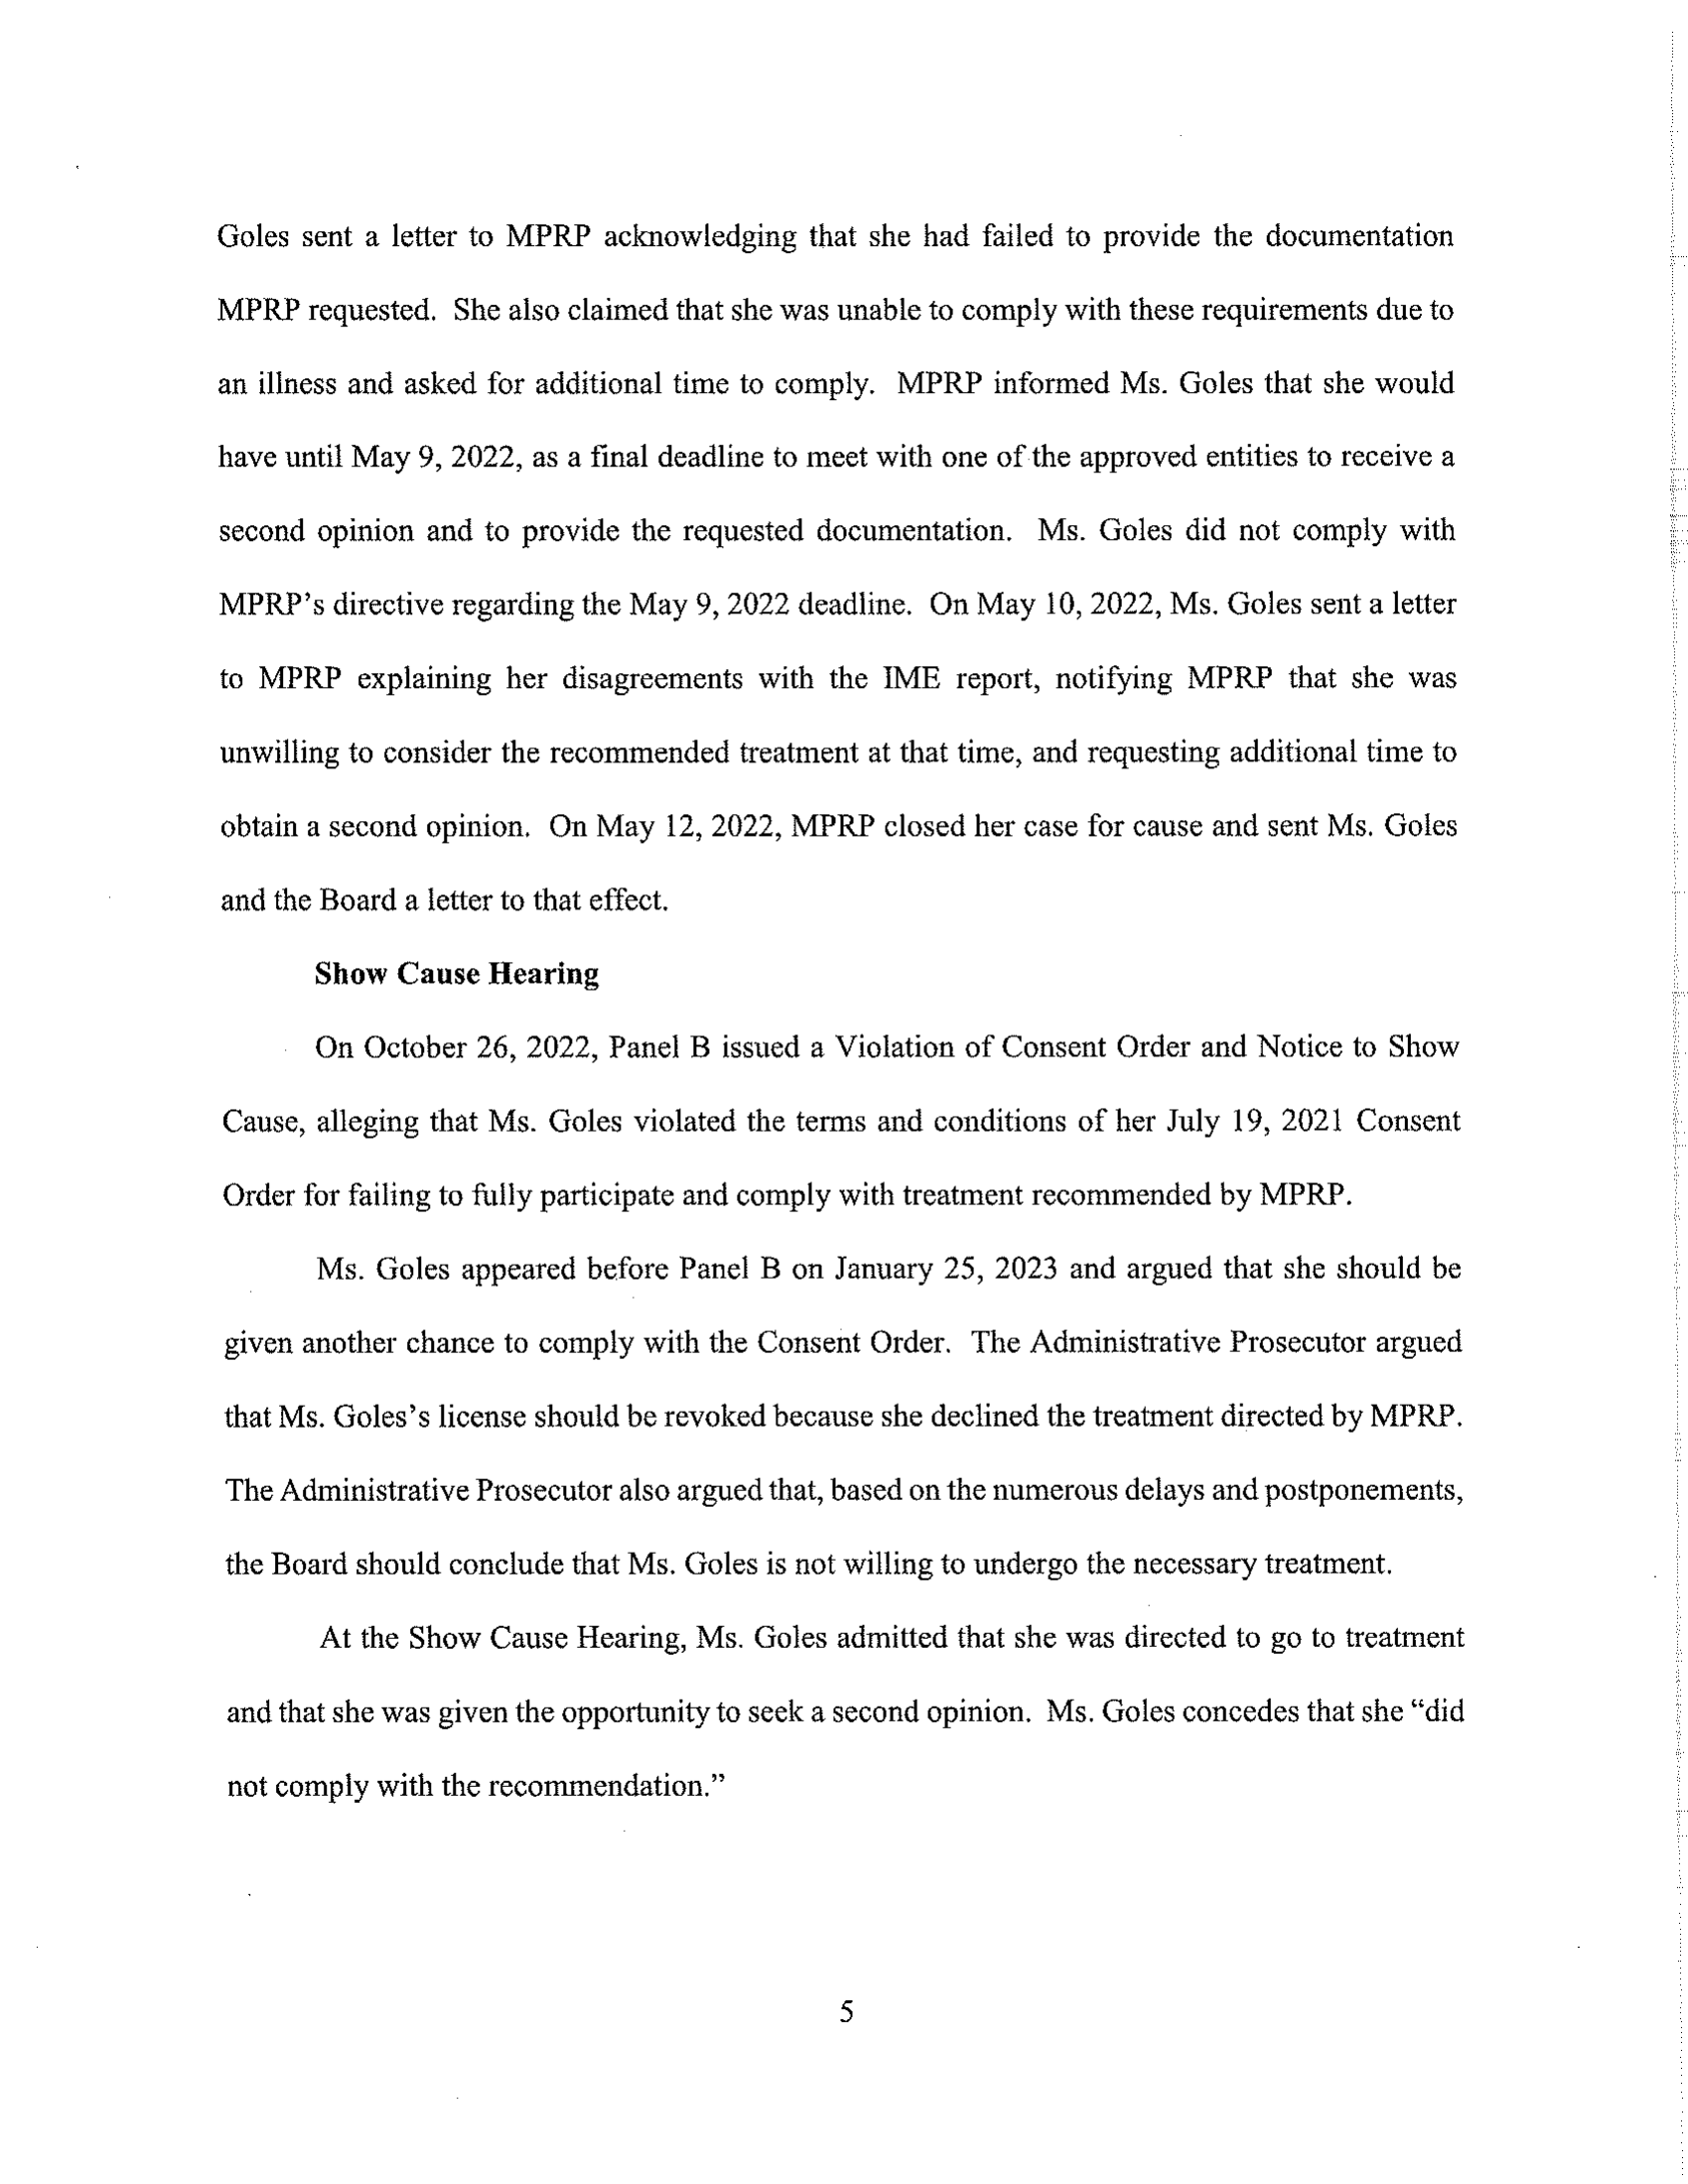 Goles sent a letter to MPRP acknowledging that she had failed to provide the documentation
MPRP requested. She also claimed that she was unable to comply with these requirements due to
an illness and asked for additional time to comply. MPRP informed Ms. Goles that she would
have until May 9, 2022, as a final deadline to meet with one of the approved entities to receive a
second opinion and to provide the requested documentation. Ms. Goles did not comply with
MPRP’s directive regarding the May 9, 2022 deadline. On May 10, 2022, Ms. Goles sent a letter
to MPRP explaining her disagreements with the IME report, notifying MPRP that she was
unwilling to consider the recommended treatment at that time, and requesting additional time to
obtain a second opinion. On May 12, 2022, MPRP closed her case for cause and sent Ms. Goles
and the Board a letter to that effect.
Show Cause Hearing
On October 26, 2022, Panel B issued a Violation of Consent Order and Notice to Show
Cause, alleging that Ms. Goles violated the terms and conditions of her July 19, 2021 Consent
Order for failing to fully participate and comply with treatment recommended by MPRP.
Ms. Goles appeared before Panel B on January 25, 2023 and argued that she should be
given another chance to comply with the Consent Order. The Administrative Prosecutor argued
that Ms. Goles’s license should be revoked because she declined the treatment directed by MPRP.
The Administrative Prosecutor also argued that, based on the numerous delays and postponements,
the Board should conclude that Ms. Goles is not willing to undergo the necessary treatment.
At the Show Cause Hearing, Ms. Goles admitted that she was directed to go to treatment
and that she was given the opportunity to seek a second opinion. Ms. Goles concedes that she “did
not comply with the recommendation.”
5